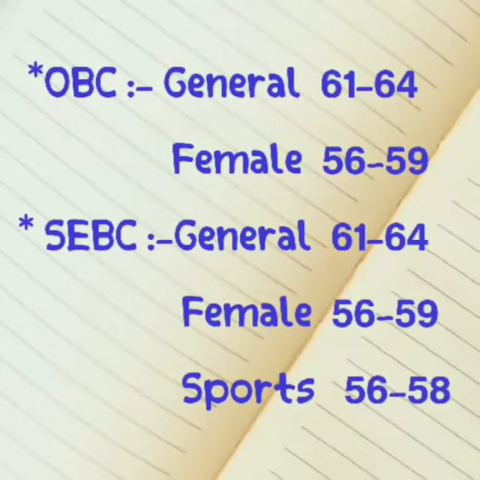 *OBC :- General 61-64
Female 56-59
* SEBC :-General 61-64
Female 56-59
Sports 56-58